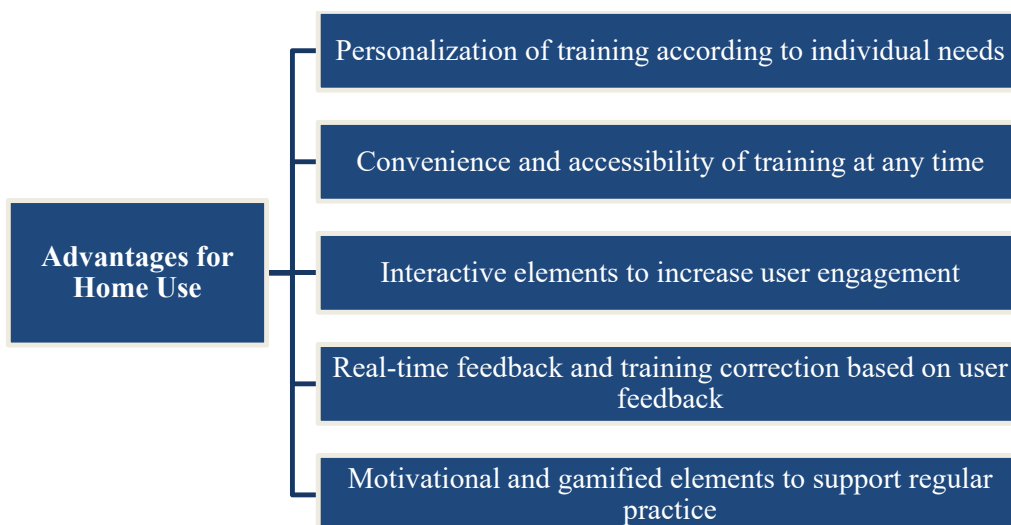 Personalization of training according to individual needs
Convenience and accessibility of training at any time
Advantages for
Home Use
Interactive elements to increase user engagement
Real-time feedback and training correction based on user
feedback
Motivational and gamified elements to support regular
practice